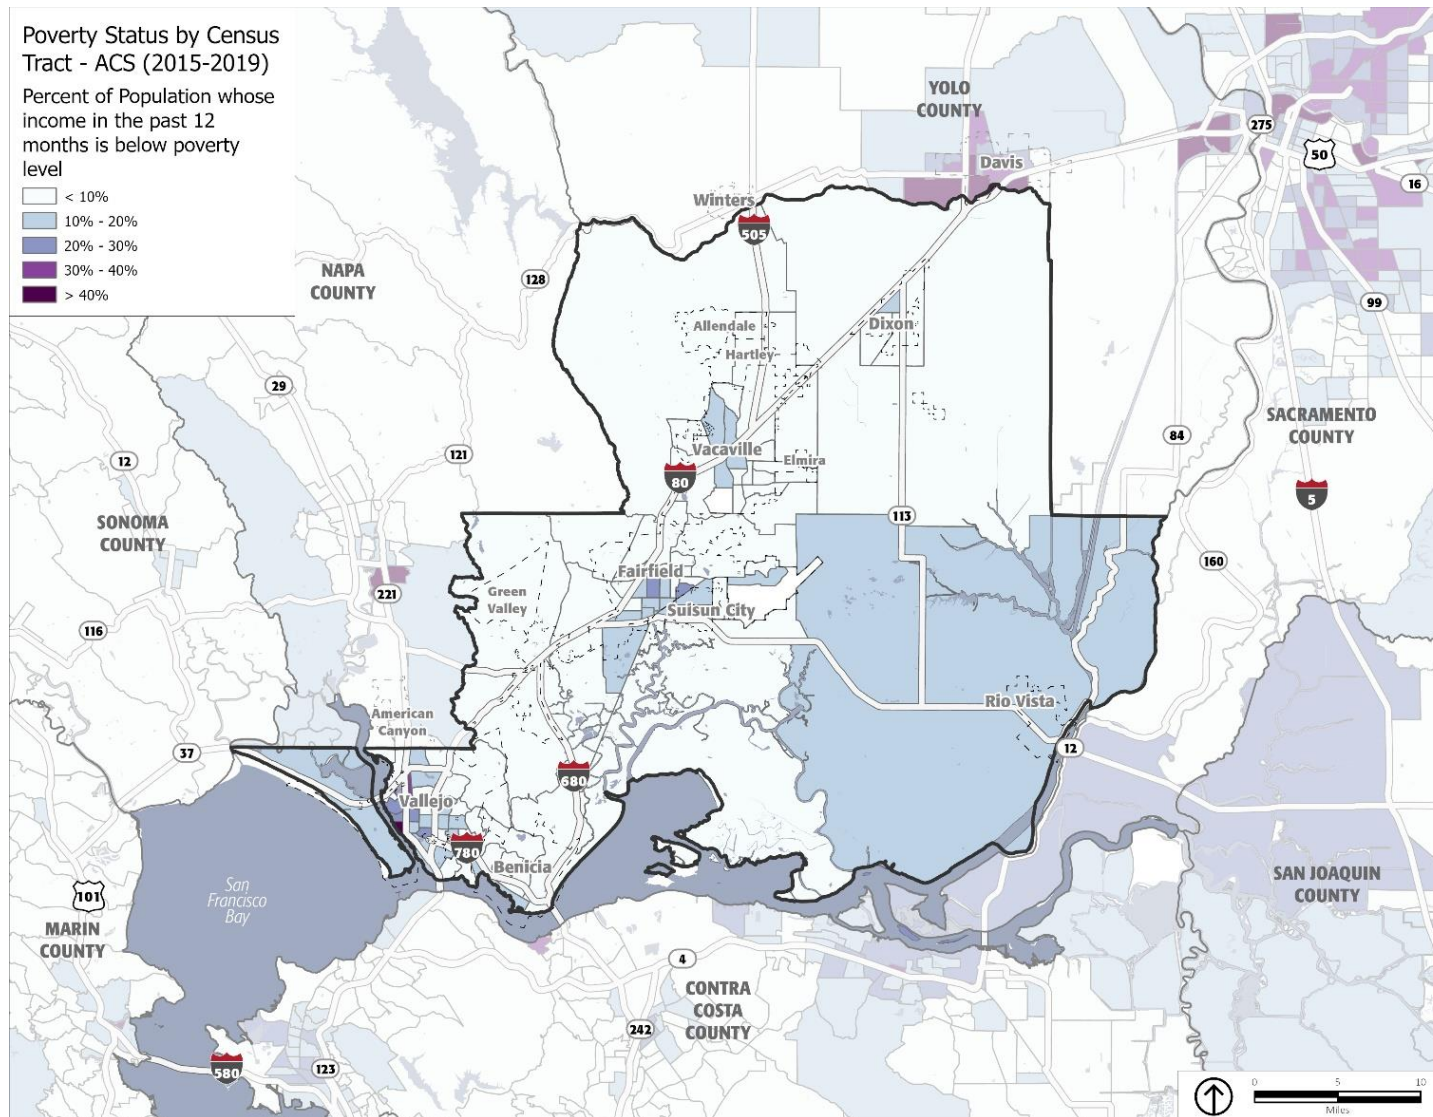 Poverty Status by Census
Tract - ACS (2015-2019)
Percent of Population whose
income in the past 12
months is below poverty
level
< 10%
10% - 20%
20% - 30%
30% - 40%
> 40%
YOLO
COUNTY
275
50
Davis
16
Winters
505
NAPA
COUNTY
128
99
Allendale
Dixon
Hartley
29
SACRAMENTO
COUNTY
84
121
12
Vacaville
Elmira
80
5
SONOMA
COUNTY
113
160
Fairfield
221
Green
Valley
Suisun City
116
Rio Vista
American
Canyon
37
12
680
Vallejo
780
Benicia
San
Francisco
Bay
101
MARIN
COUNTY
SAN JOAQUIN
COUNTY
4
CONTRA
COSTA
COUNTY
242
580
123
0
5
10
Miles